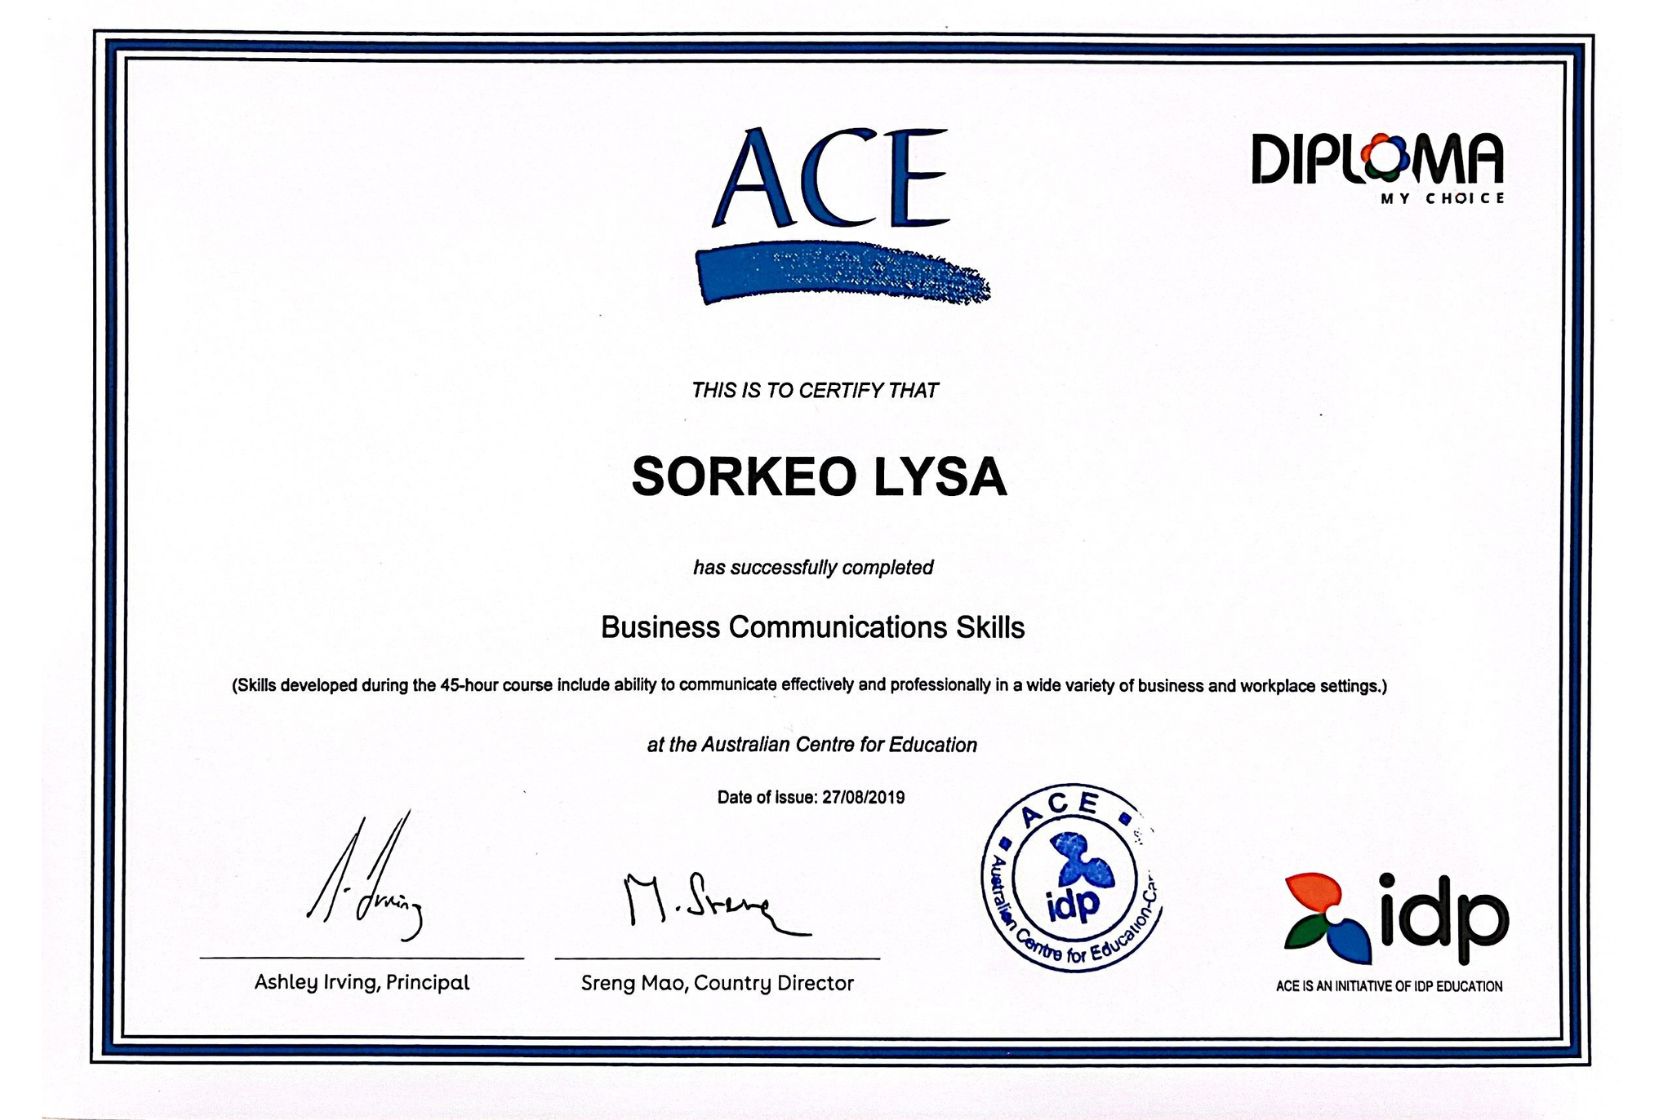 ACE
DIPLOMA
MY CHOICE
THIS IS TO CERTIFY THAT
SORKEO LYSA
has successfully completed
Business Communications Skills
(Skills developed during the 45-hour course include ability to communicate effectively and professionally in a wide variety of business and workplace settings.)
at the Australian Centre for Education
Date of issue: 27/08/2019
A. Irving
M. Sreng
Ashley Irving, Principal
Sreng Mao, Country Director
ACE
idp
Australian Centre for Education
idp
ACE IS AN INITIATIVE OF IDP EDUCATION